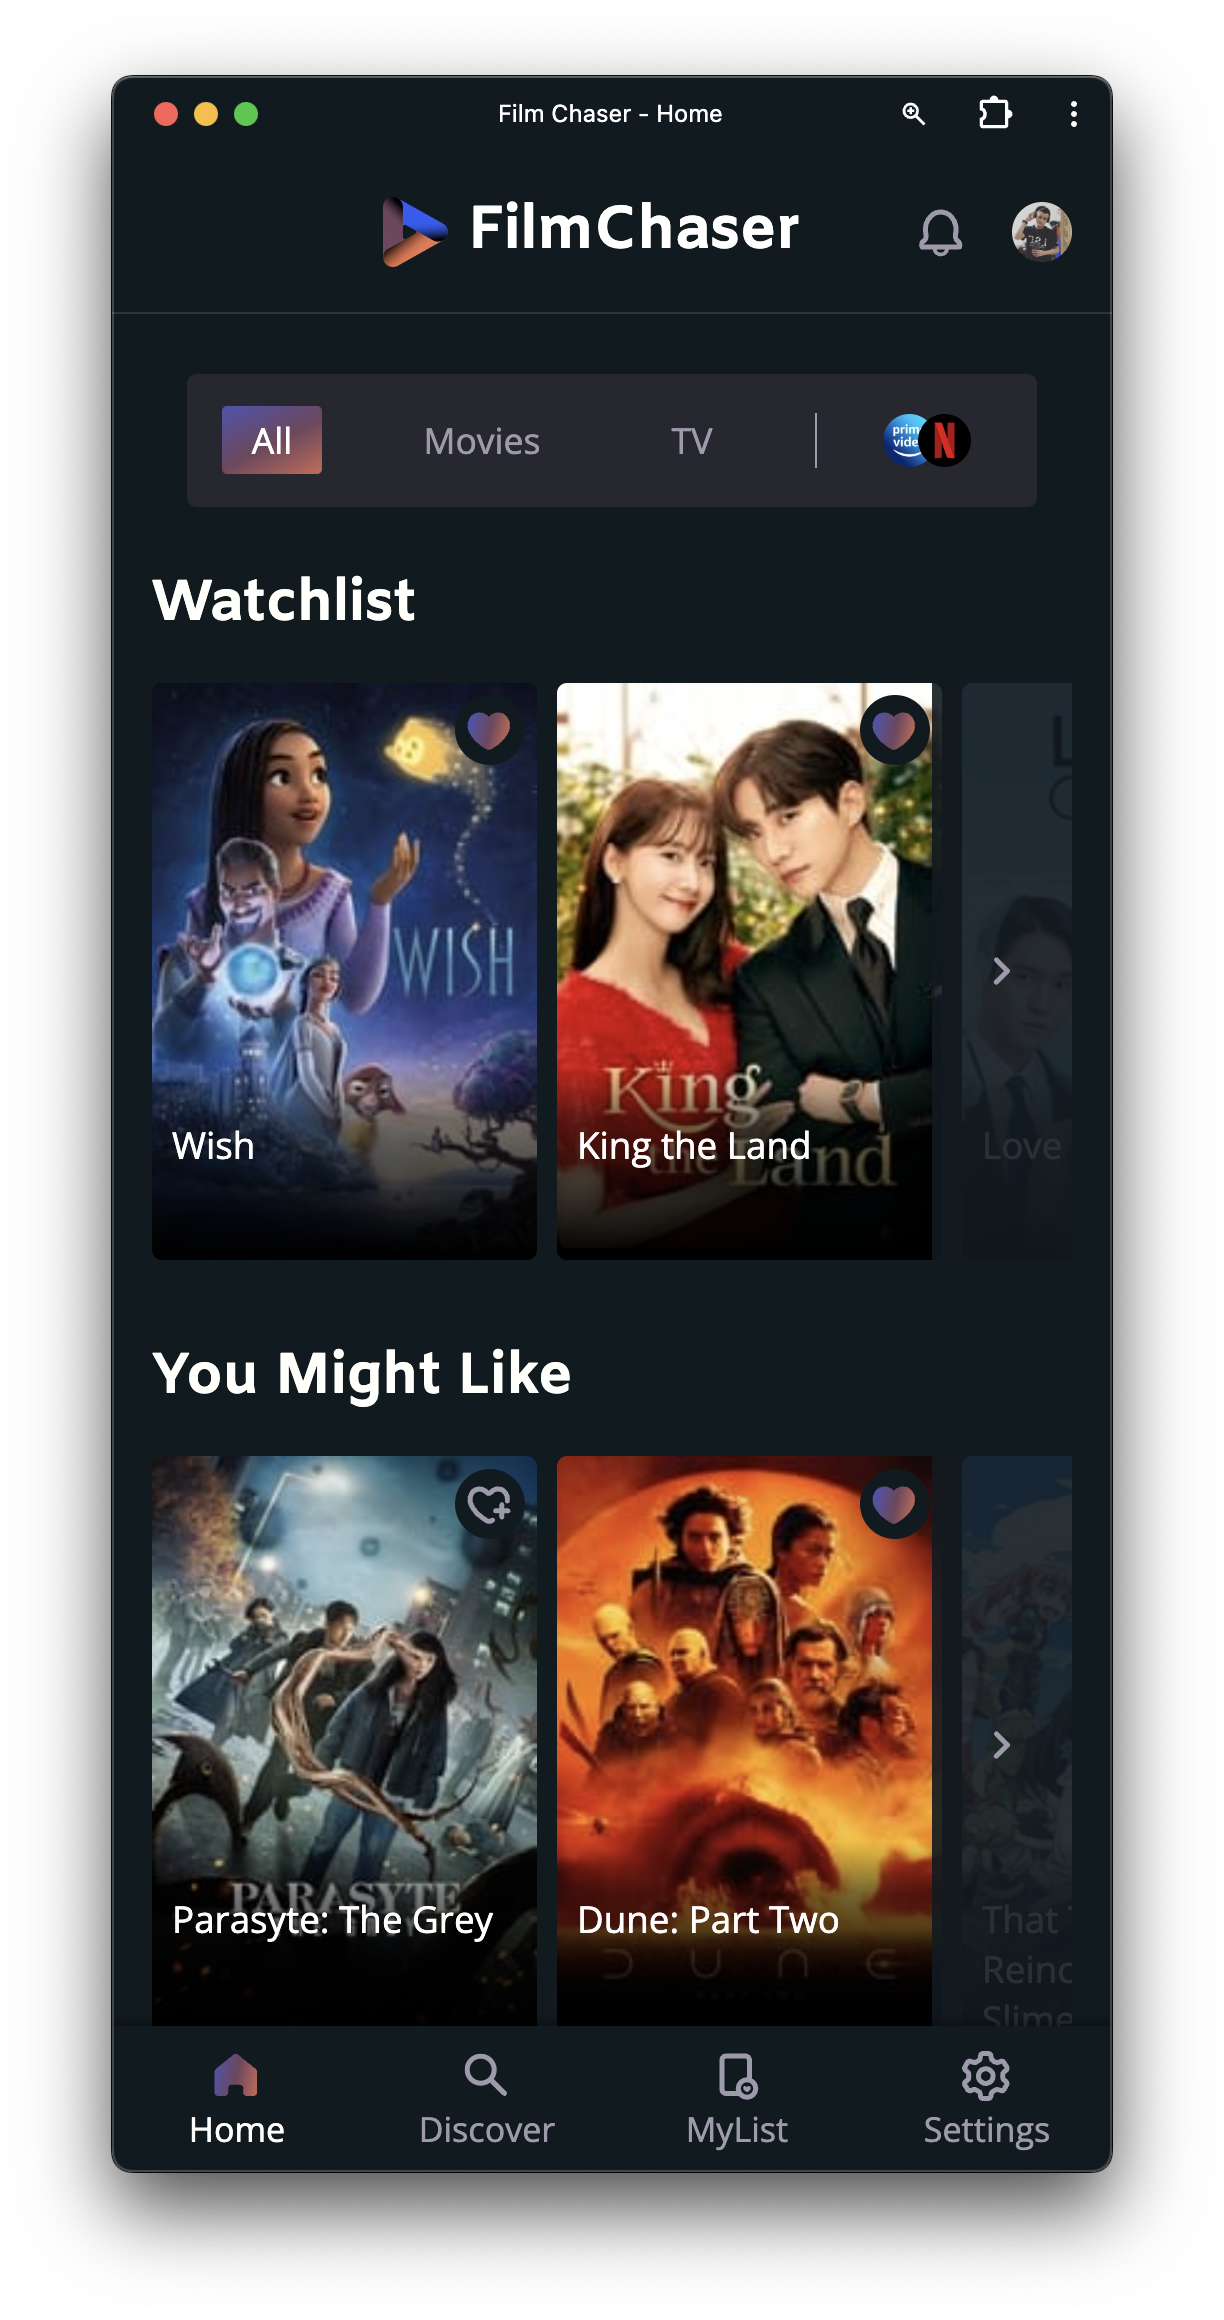 Film Chaser - Home
FilmChaser
All
Movies
TV
prim
vide
N
Watchlist
WISH
Wish
King
the Land
King the Land
L
Love
You Might Like
PARASYTE
Parasyte: The Grey
Dune: Part Two
DUNE
That
Reinc
Slime
Home
Discover
MyList
Settings